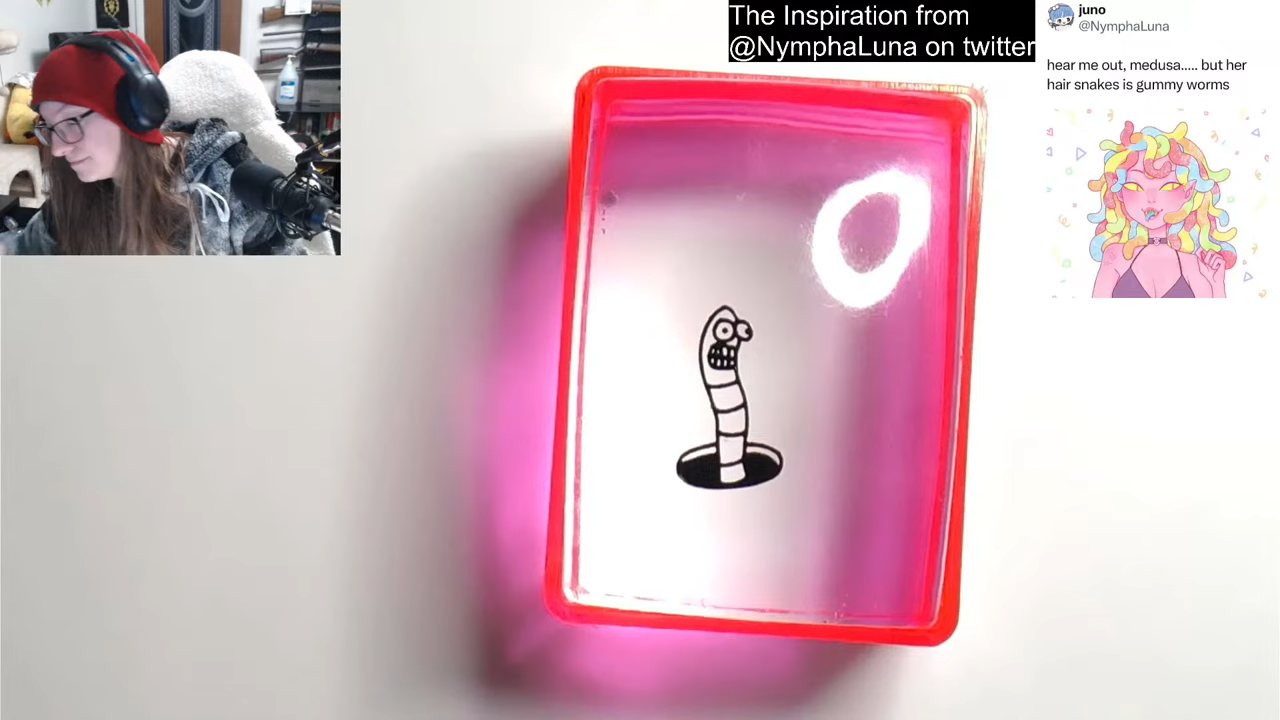 The Inspiration from
@NymphaLuna on twitter
juno
@NymphaLuna
hear me out, medusa..... but her
hair snakes is gummy worms